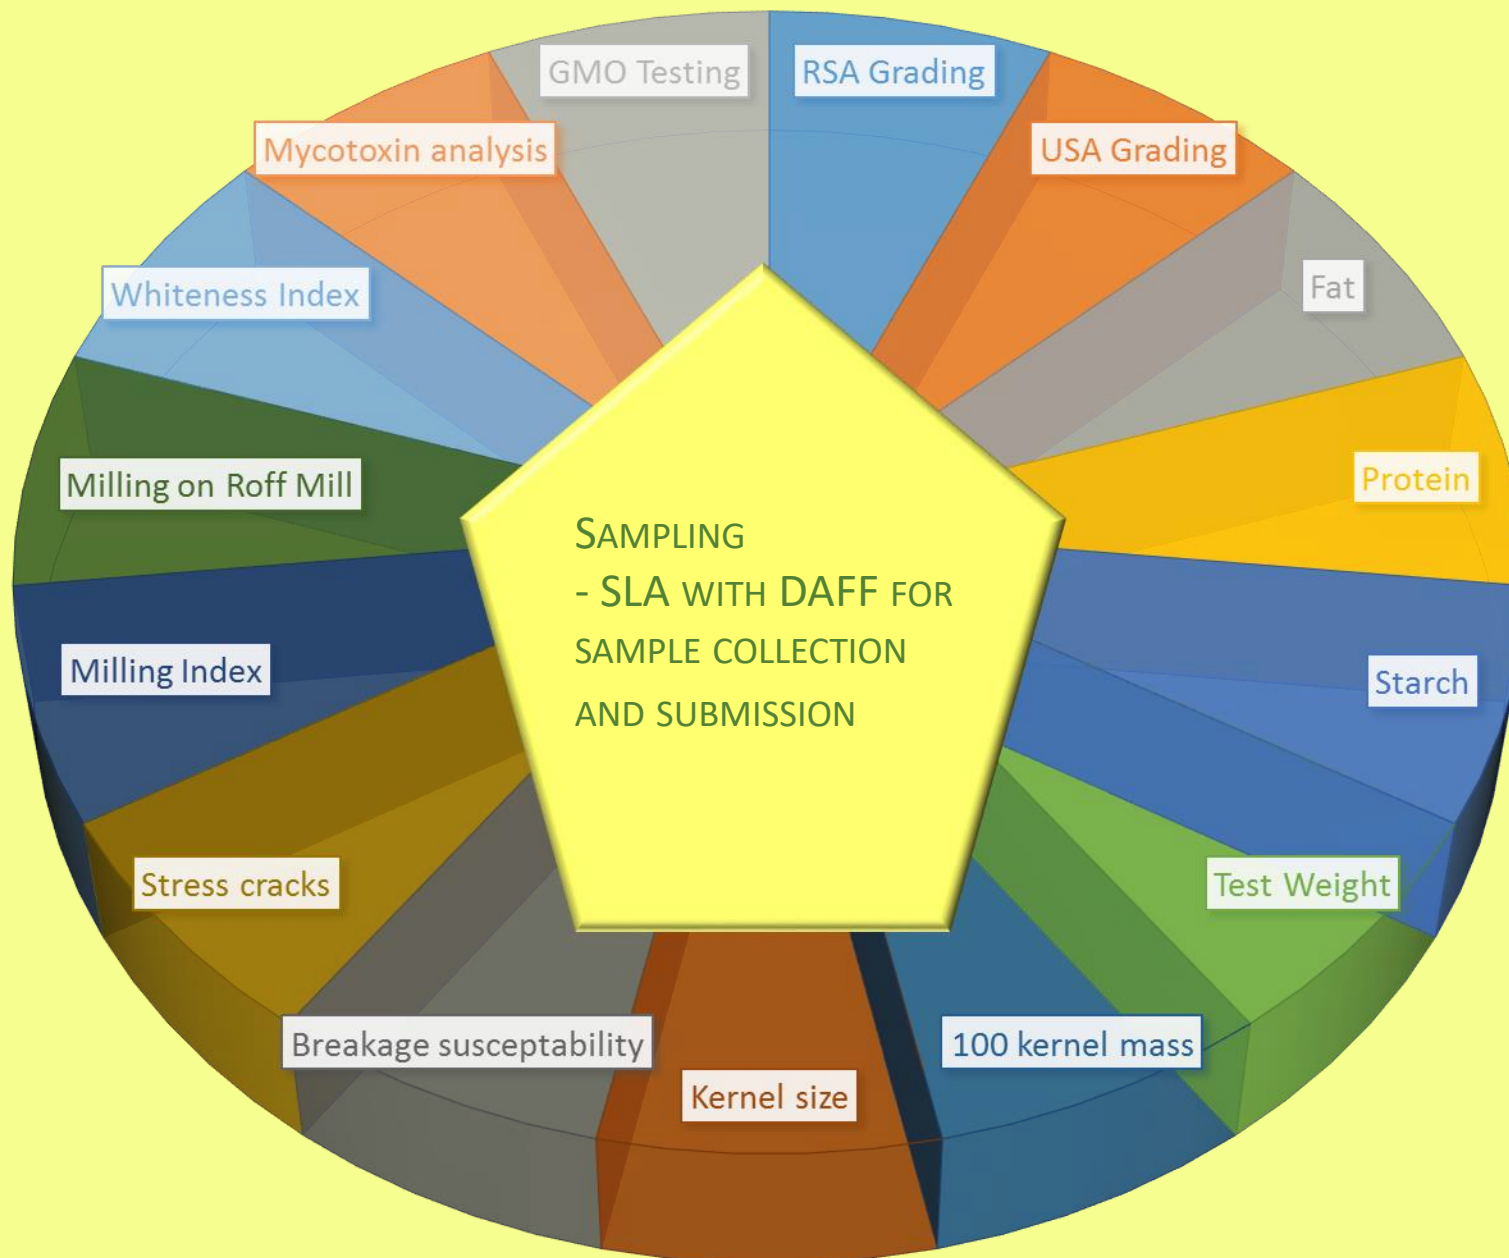 GMO Testing
RSA Grading
Mycotoxin analysis
USA Grading
Whiteness Index
Fat
Milling on Roff Mill
Protein
SAMPLING
- SLA WITH DAFF FOR
SAMPLE COLLECTION
AND SUBMISSION
Milling Index
Starch
Stress cracks
Test Weight
Breakage susceptability
100 kernel mass
Kernel size